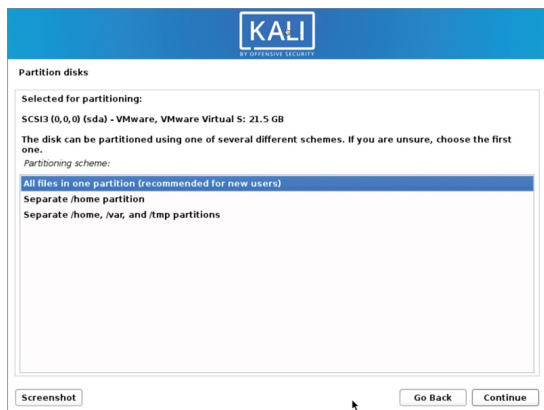 KALI
BY OFFENSIVE SECURITY
Partition disks
Selected for partitioning:
SCSI3 (0,0,0) (sda) - VMware, VMware Virtual S: 21.5 GB
The disk can be partitioned using one of several different schemes. If you are unsure, choose the first
one.
Partitioning scheme:
All files in one partition (recommended for new users)
Separate /home partition
Separate /home, /var, and /tmp partitions
Screenshot
Go Back
Continue